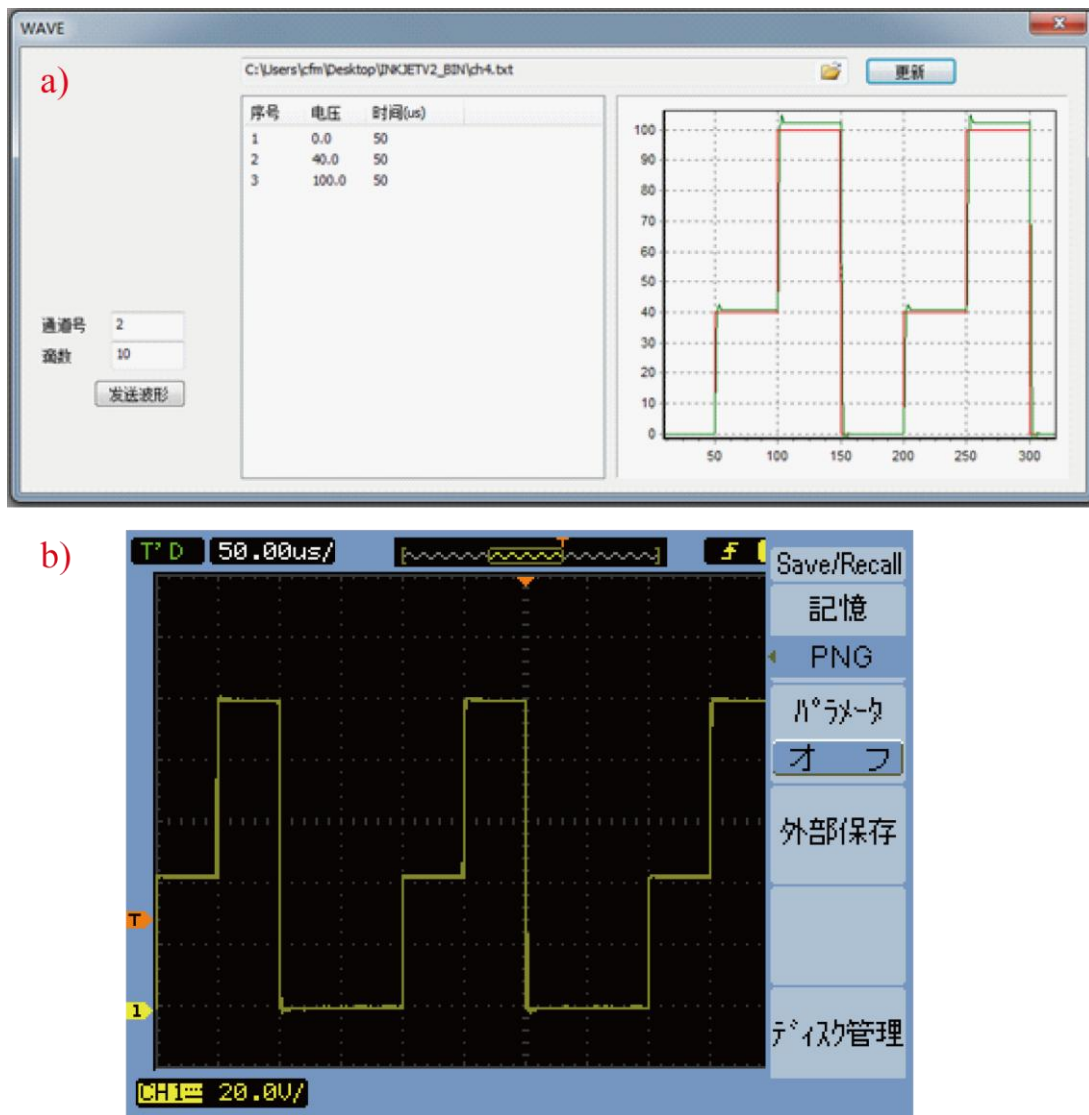 WAVE
a)
C:\Users\cfm\Desktop\INKJETV2_BIN\ch4.txt
更新
序号 电压 时间(us)
1 0.0 50
2 40.0 50
3 100.0 50
通道号 2
滴数 10
发送波形
100
90
80
70
60
50
40
30
20
10
0
50 100 150 200 250 300
b)
T'D 50.00us/
T
Save/Recall
記憶
PNG
パラメータ
オフ
外部保存
ディスク管理
T
1
CH1 20.0V/